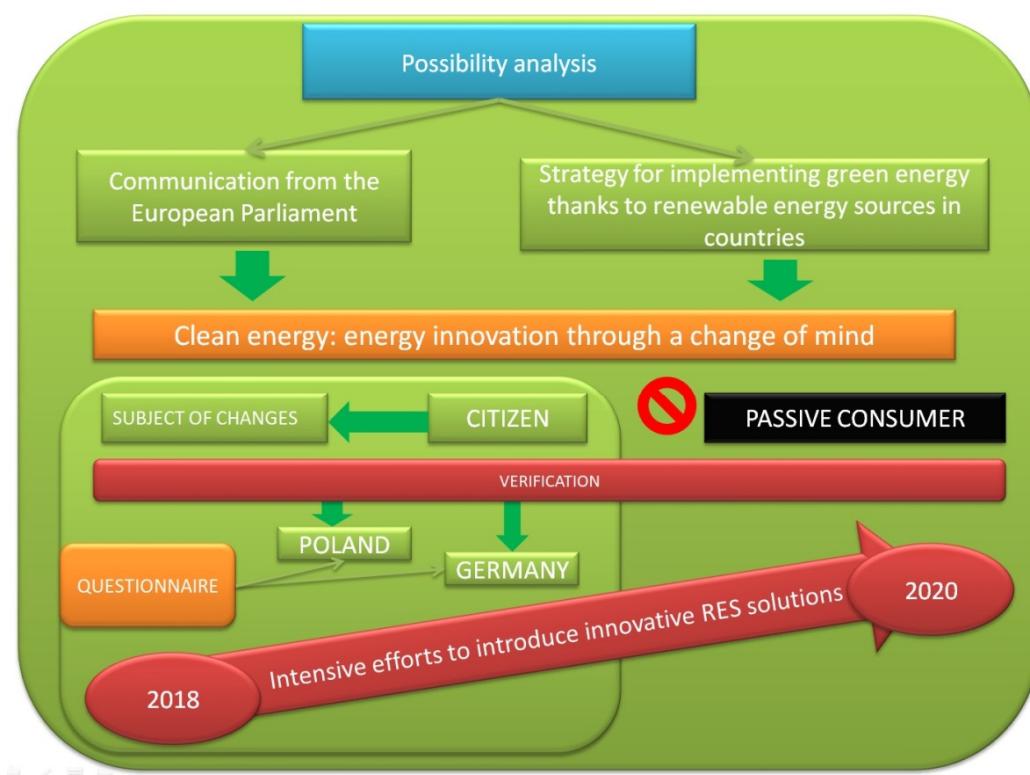 Possibility analysis
Communication from the
European Parliament
Strategy for implementing green energy
thanks to renewable energy sources in
countries
Clean energy: energy innovation through a change of mind
SUBJECT OF CHANGES
CITIZEN
PASSIVE CONSUMER
VERIFICATION
POLAND
GERMANY
QUESTIONNAIRE
Intensive efforts to introduce innovative RES solutions
2020
2018